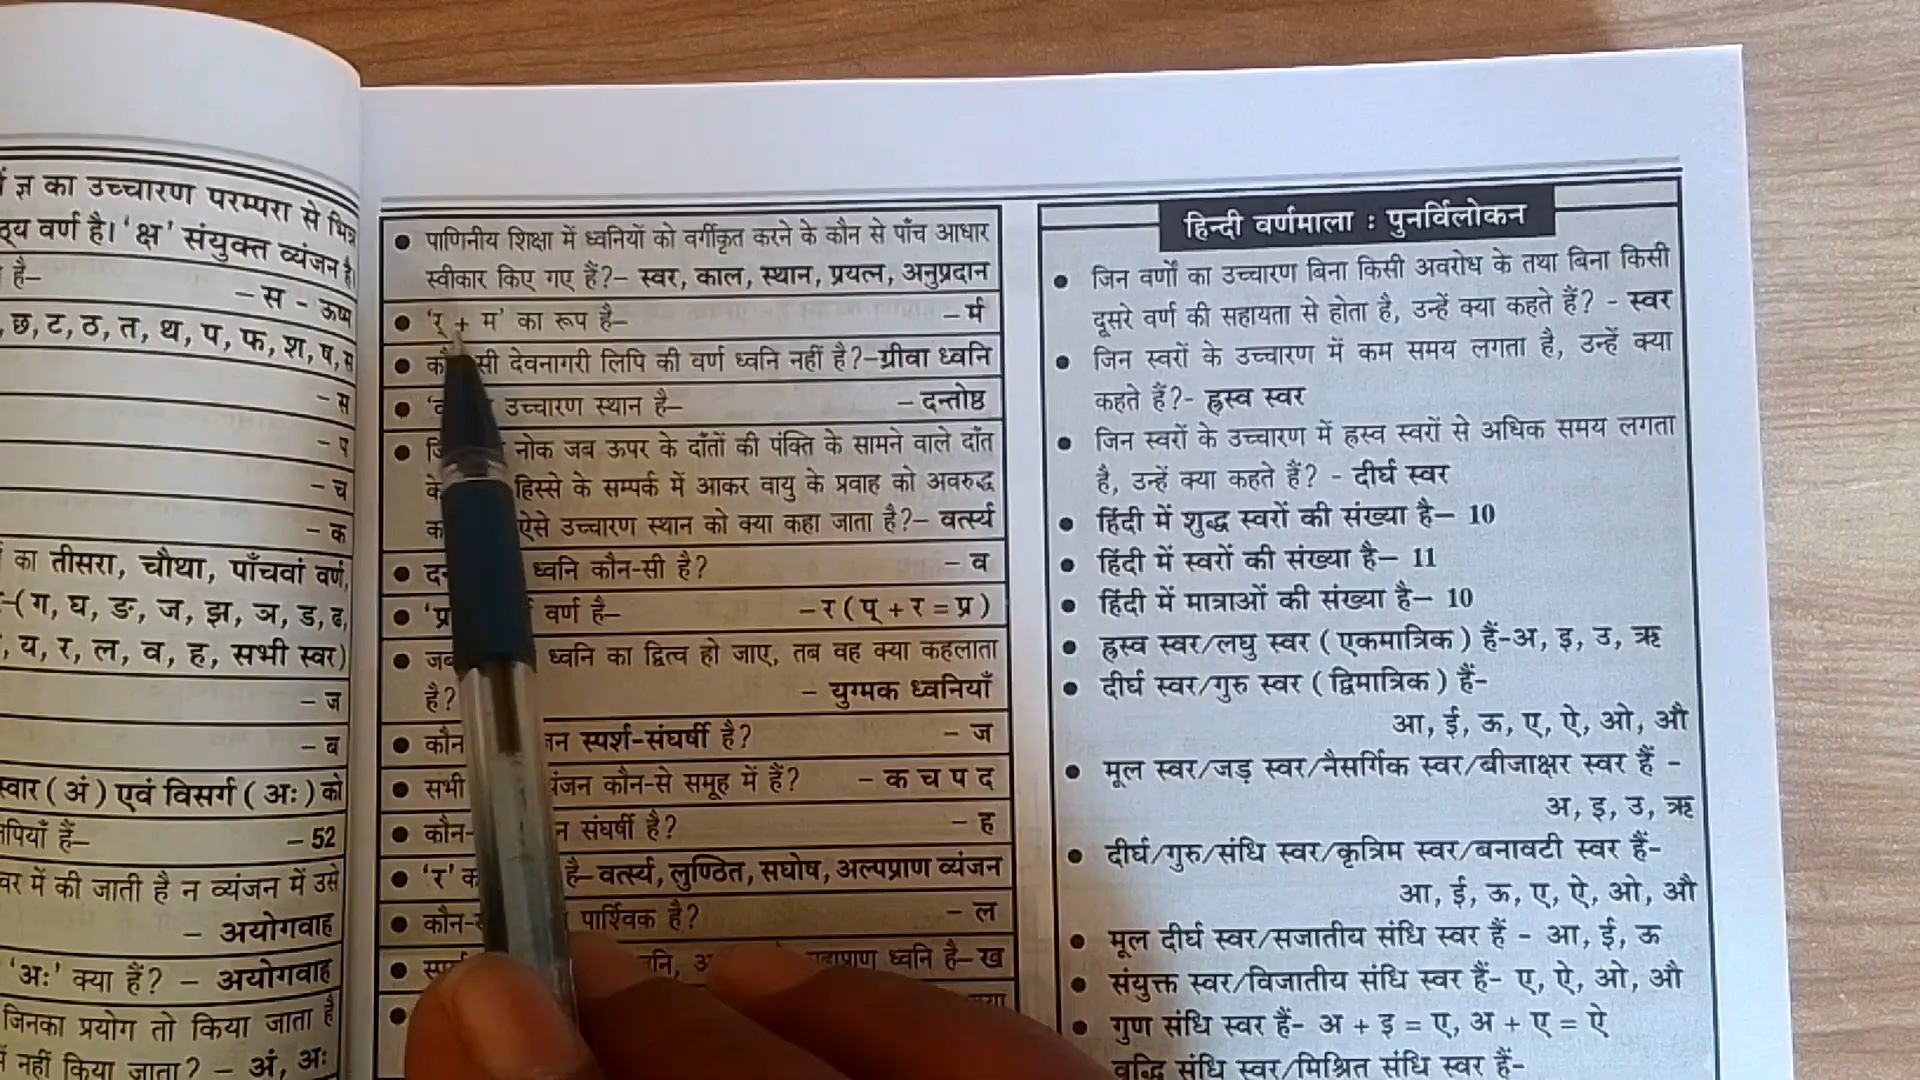 ज्ञ का उच्चारण परम्परा से भिन्न
वर्ण है। 'क्ष' संयुक्त व्यंजन है।
है–
– स - ऊष्म
छ, ट, ठ, त, थ, प, फ, श, ष, स
– स
– प
– च
– क
का तीसरा, चौथा, पाँचवां वर्ण,
(ग, घ, ङ, ज, झ, ञ, ड, ढ,
, य, र, ल, व, ह, सभी स्वर)
– ज
– ब
(अं) एवं विसर्ग (अः) को
हैं–
– 52
में की जाती है न व्यंजन में उसे
– अयोगवाह
'अः' क्या हैं? – अयोगवाह
जिनका प्रयोग तो किया जाता है
नहीं किया जाता? – अं, अः
● पाणिनीय शिक्षा में ध्वनियों को वर्गीकृत करने के कौन से पाँच आधार
स्वीकार किए गए हैं?– स्वर, काल, स्थान, प्रयत्न, अनुप्रदान
● 'र् + म' का रूप है– – र्म
● देवनागरी लिपि की वर्ण ध्वनि नहीं है?–ग्रीवा ध्वनि
● उच्चारण स्थान है– – दन्तोष्ठ
● नोक जब ऊपर के दाँतों की पंक्ति के सामने वाले दाँत
के हिस्से के सम्पर्क में आकर वायु के प्रवाह को अवरुद्ध
ऐसे उच्चारण स्थान को क्या कहा जाता है?– वर्त्स्य
● ध्वनि कौन-सी है? – व
● वर्ण है– –र (प् + र = प्र)
● ध्वनि का द्वित्व हो जाए, तब वह क्या कहलाता
है? – युग्मक ध्वनियाँ
● स्पर्श-संघर्षी है? – ज
● सभी कौन-से समूह में हैं? – क च प द
● संघर्षी है? – ह
● 'र' है–वर्त्स्य, लुण्ठित, सघोष, अल्पप्राण व्यंजन
● पार्श्विक है? – ल
● ध्वनि है–ख
हिन्दी वर्णमाला : पुनर्विलोकन
● जिन वर्णों का उच्चारण बिना किसी अवरोध के तथा बिना किसी
दूसरे वर्ण की सहायता से होता है, उन्हें क्या कहते हैं? - स्वर
● जिन स्वरों के उच्चारण में कम समय लगता है, उन्हें क्या
कहते हैं?- ह्रस्व स्वर
● जिन स्वरों के उच्चारण में ह्रस्व स्वरों से अधिक समय लगता
है, उन्हें क्या कहते हैं? - दीर्घ स्वर
● हिंदी में शुद्ध स्वरों की संख्या है– 10
● हिंदी में स्वरों की संख्या है– 11
● हिंदी में मात्राओं की संख्या है– 10
● ह्रस्व स्वर/लघु स्वर (एकमात्रिक) हैं-अ, इ, उ, ऋ
● दीर्घ स्वर/गुरु स्वर (द्विमात्रिक) हैं-
आ, ई, ऊ, ए, ऐ, ओ, औ
● मूल स्वर/जड़ स्वर/नैसर्गिक स्वर/बीजाक्षर स्वर हैं -
अ, इ, उ, ऋ
● दीर्घ/गुरु/संधि स्वर/कृत्रिम स्वर/बनावटी स्वर हैं-
आ, ई, ऊ, ए, ऐ, ओ, औ
● मूल दीर्घ स्वर/सजातीय संधि स्वर हैं - आ, ई, ऊ
● संयुक्त स्वर/विजातीय संधि स्वर हैं- ए, ऐ, ओ, औ
● गुण संधि स्वर हैं- अ + इ = ए, अ + ए = ऐ
वृद्धि संधि स्वर/मिश्रित संधि स्वर हैं-